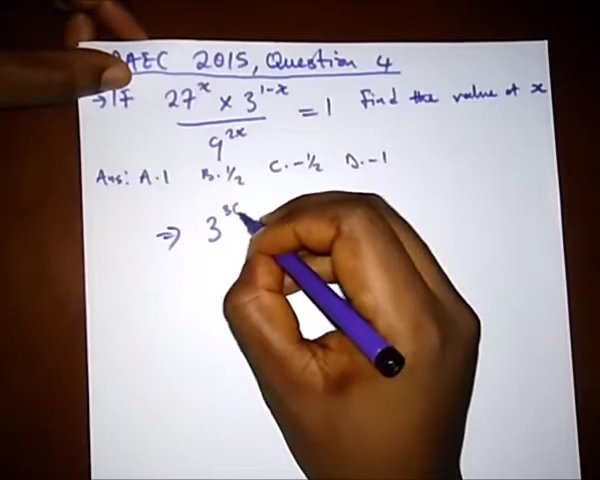 AEC 2015, Question 4
→ If 27^x × 3^(1-x) / 9^(2x) = 1 Find the value of x
Ans: A. 1 B. 1/2 C. -1/2 D. -1
⇒ 3^3(